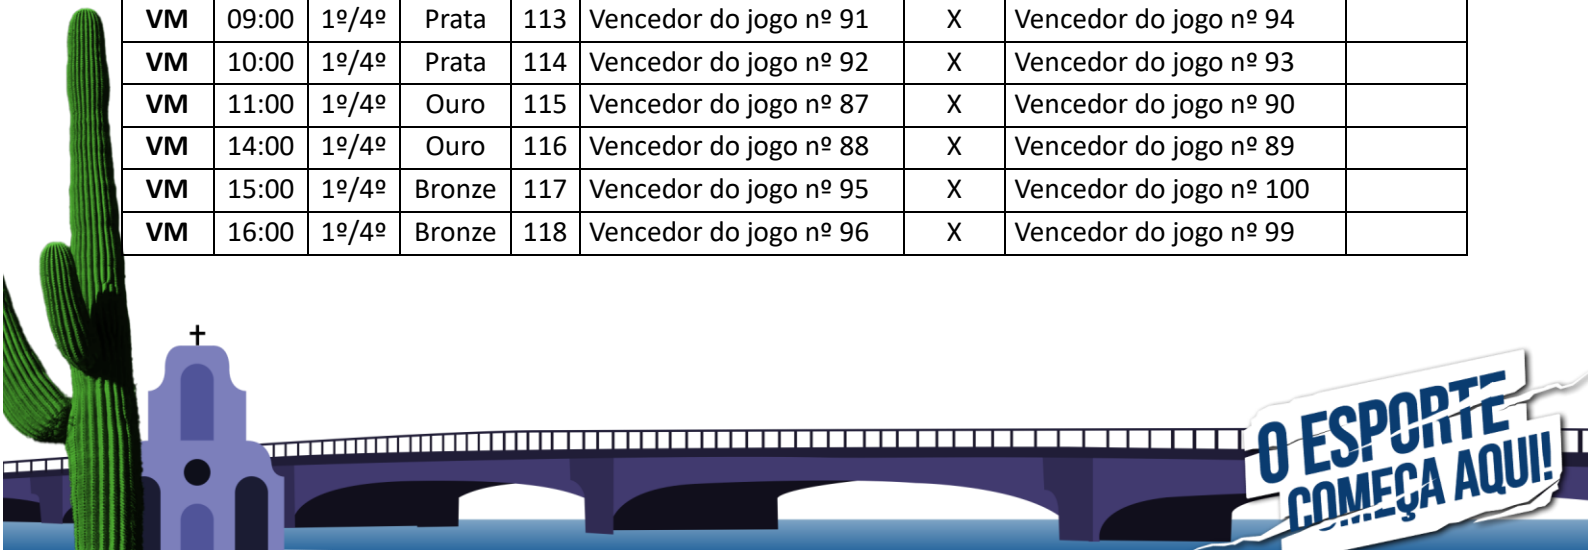 VM 09:00 1º/4º Prata 113 Vencedor do jogo nº 91 X Vencedor do jogo nº 94
VM 10:00 1º/4º Prata 114 Vencedor do jogo nº 92 X Vencedor do jogo nº 93
VM 11:00 1º/4º Ouro 115 Vencedor do jogo nº 87 X Vencedor do jogo nº 90
VM 14:00 1º/4º Ouro 116 Vencedor do jogo nº 88 X Vencedor do jogo nº 89
VM 15:00 1º/4º Bronze 117 Vencedor do jogo nº 95 X Vencedor do jogo nº 100
VM 16:00 1º/4º Bronze 118 Vencedor do jogo nº 96 X Vencedor do jogo nº 99
O ESPORTE
COMEÇA AQUI!